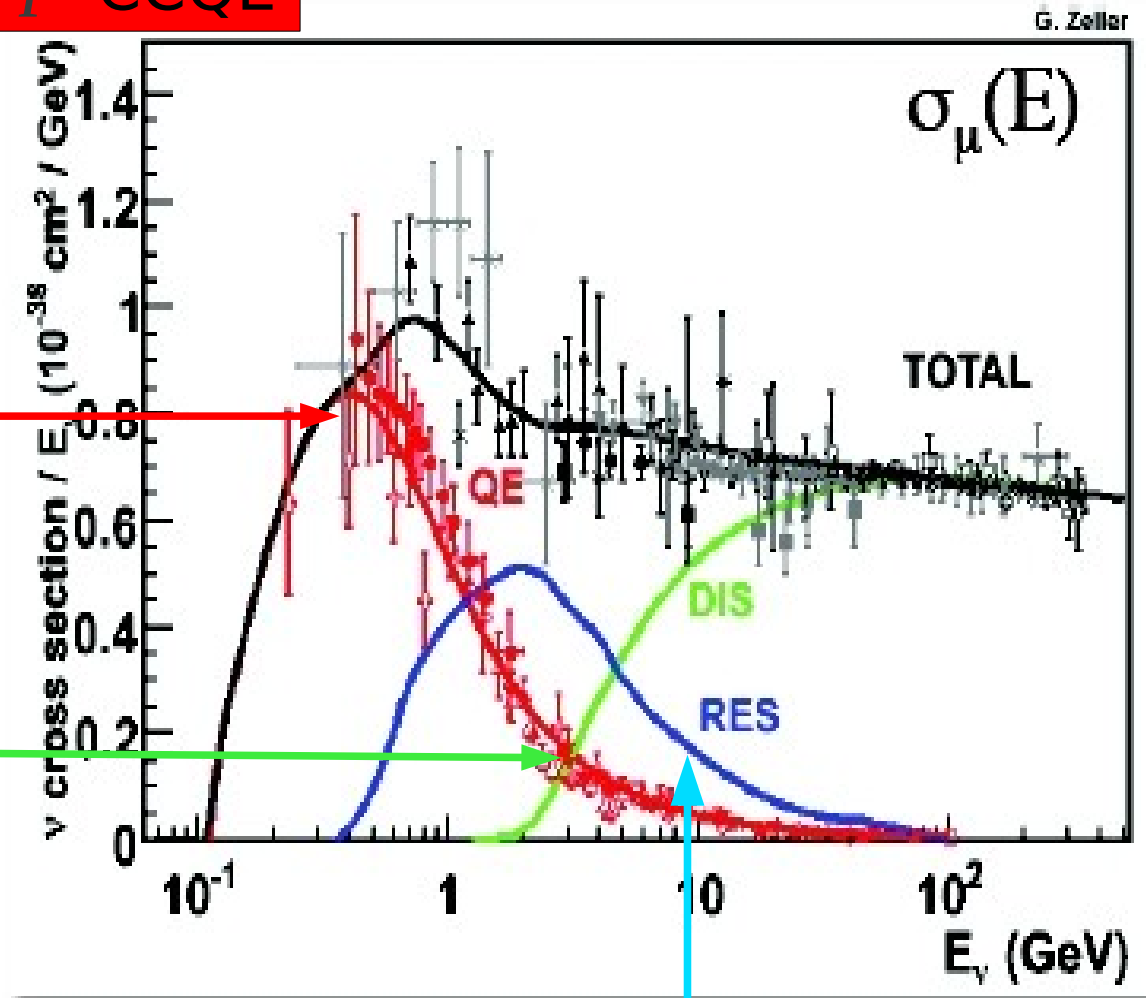 CCQE
G. Zeller
ν cross section / E (10⁻³⁸ cm² / GeV)
σμ(E)
1.4
1.2
1
0.8
0.6
0.4
0.2
0
TOTAL
QE
DIS
RES
10⁻¹
1
10
10²
Eν (GeV)